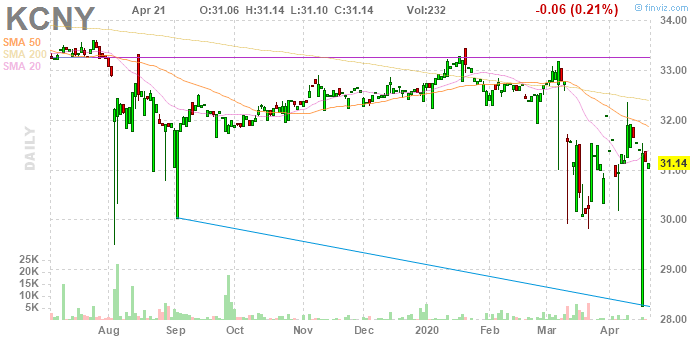 KCNY Apr 21 O:31.06 H:31.14 L:31.10 C:31.14 Vol:232 -0.06 (0.21%) © finviz.com
SMA 50
SMA 200
SMA 20
DAILY
34.00
33.00
32.00
31.14
31.00
30.00
29.00
28.00
25K
20K
15K
10K
5K
Aug Sep Oct Nov Dec 2020 Feb Mar Apr